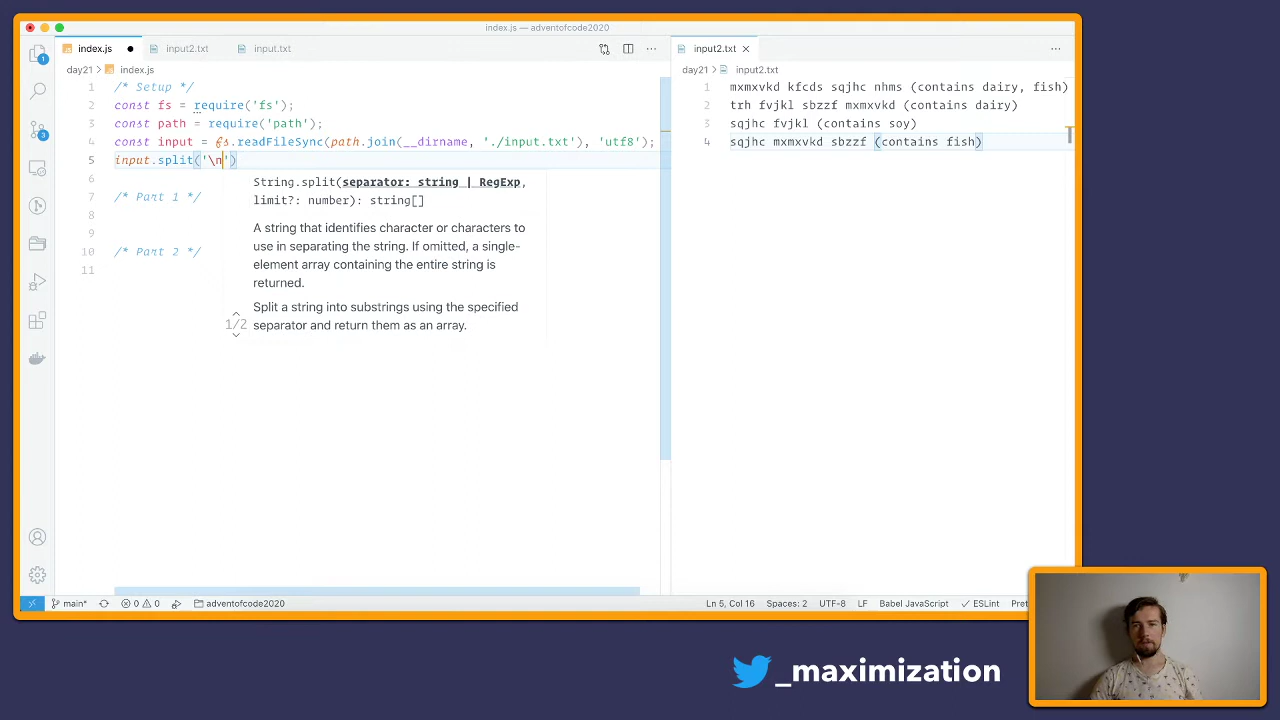 index.js — adventofcode2020
index.js
input2.txt
input.txt
input2.txt
day21 > index.js
day21 > input2.txt
1 /* Setup */
2 const fs = require('fs');
3 const path = require('path');
4 const input = fs.readFileSync(path.join(__dirname, './input.txt'), 'utf8');
5 input.split('\n')
6
7 /* Part 1 */
8
9
10 /* Part 2 */
11
String.split(separator: string | RegExp,
limit?: number): string[]
A string that identifies character or characters to
use in separating the string. If omitted, a single-
element array containing the entire string is
returned.
Split a string into substrings using the specified
separator and return them as an array.
1/2
1 mxmxvkd kfcds sqjhc nhms (contains dairy, fish)
2 trh fvjkl sbzzf mxmxvkd (contains dairy)
3 sqjhc fvjkl (contains soy)
4 sqjhc mxmxvkd sbzzf (contains fish)
1
3
main*
0 0
adventofcode2020
Ln 5, Col 16
Spaces: 2
UTF-8
LF
Babel JavaScript
ESLint
Pret
_maximization